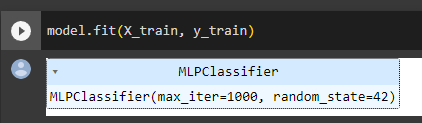 model.fit(X_train, y_train)
MLPClassifier
MLPClassifier(max_iter=1000, random_state=42)